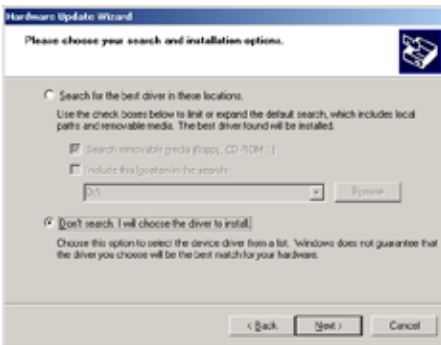 Hardware Update Wizard
Please choose your search and installation options.
Search for the best driver in these locations.
Use the check boxes below to limit or expand the default search, which includes local
paths and removable media. The best driver found will be installed.
Search removable media (floppy, CD-ROM...)
Include this location in the search:
D:\
Browse
Don't search. I will choose the driver to install.
Choose this option to select the device driver from a list. Windows does not guarantee that
the driver you choose will be the best match for your hardware.
< Back
Next >
Cancel